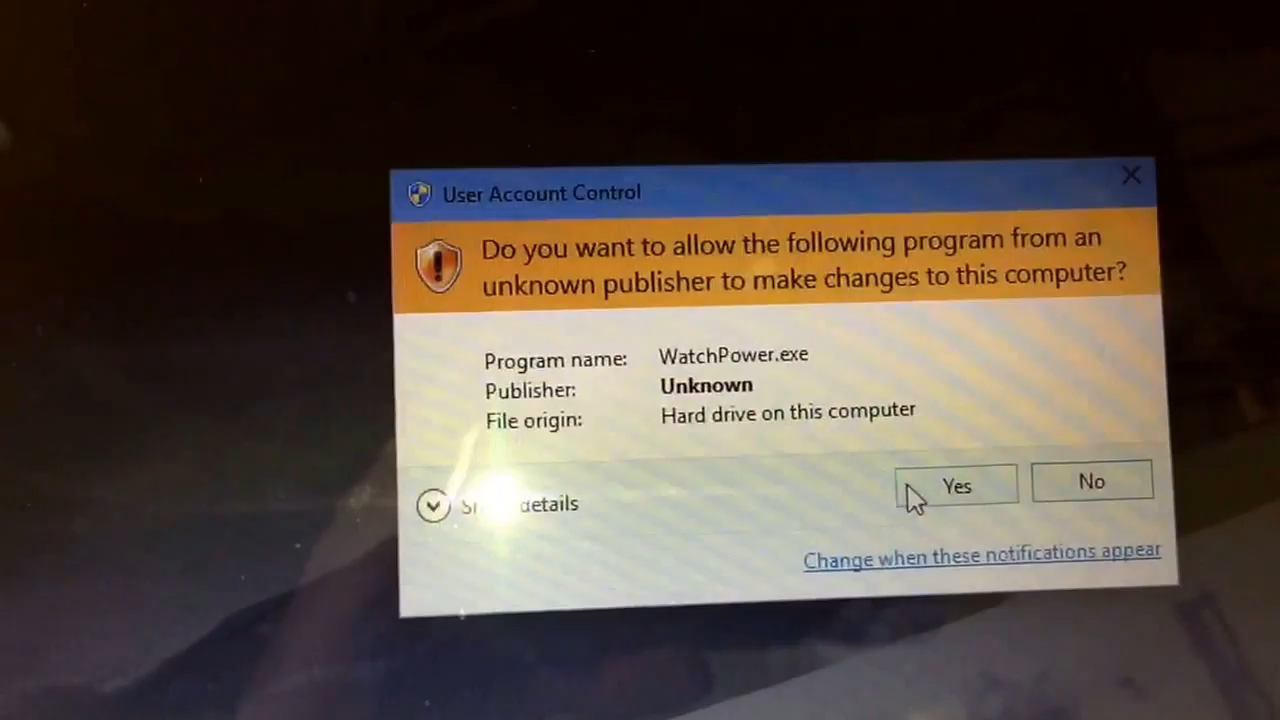 User Account Control
Do you want to allow the following program from an
unknown publisher to make changes to this computer?
Program name: WatchPower.exe
Publisher: Unknown
File origin: Hard drive on this computer
details
Yes
No
Change when these notifications appear